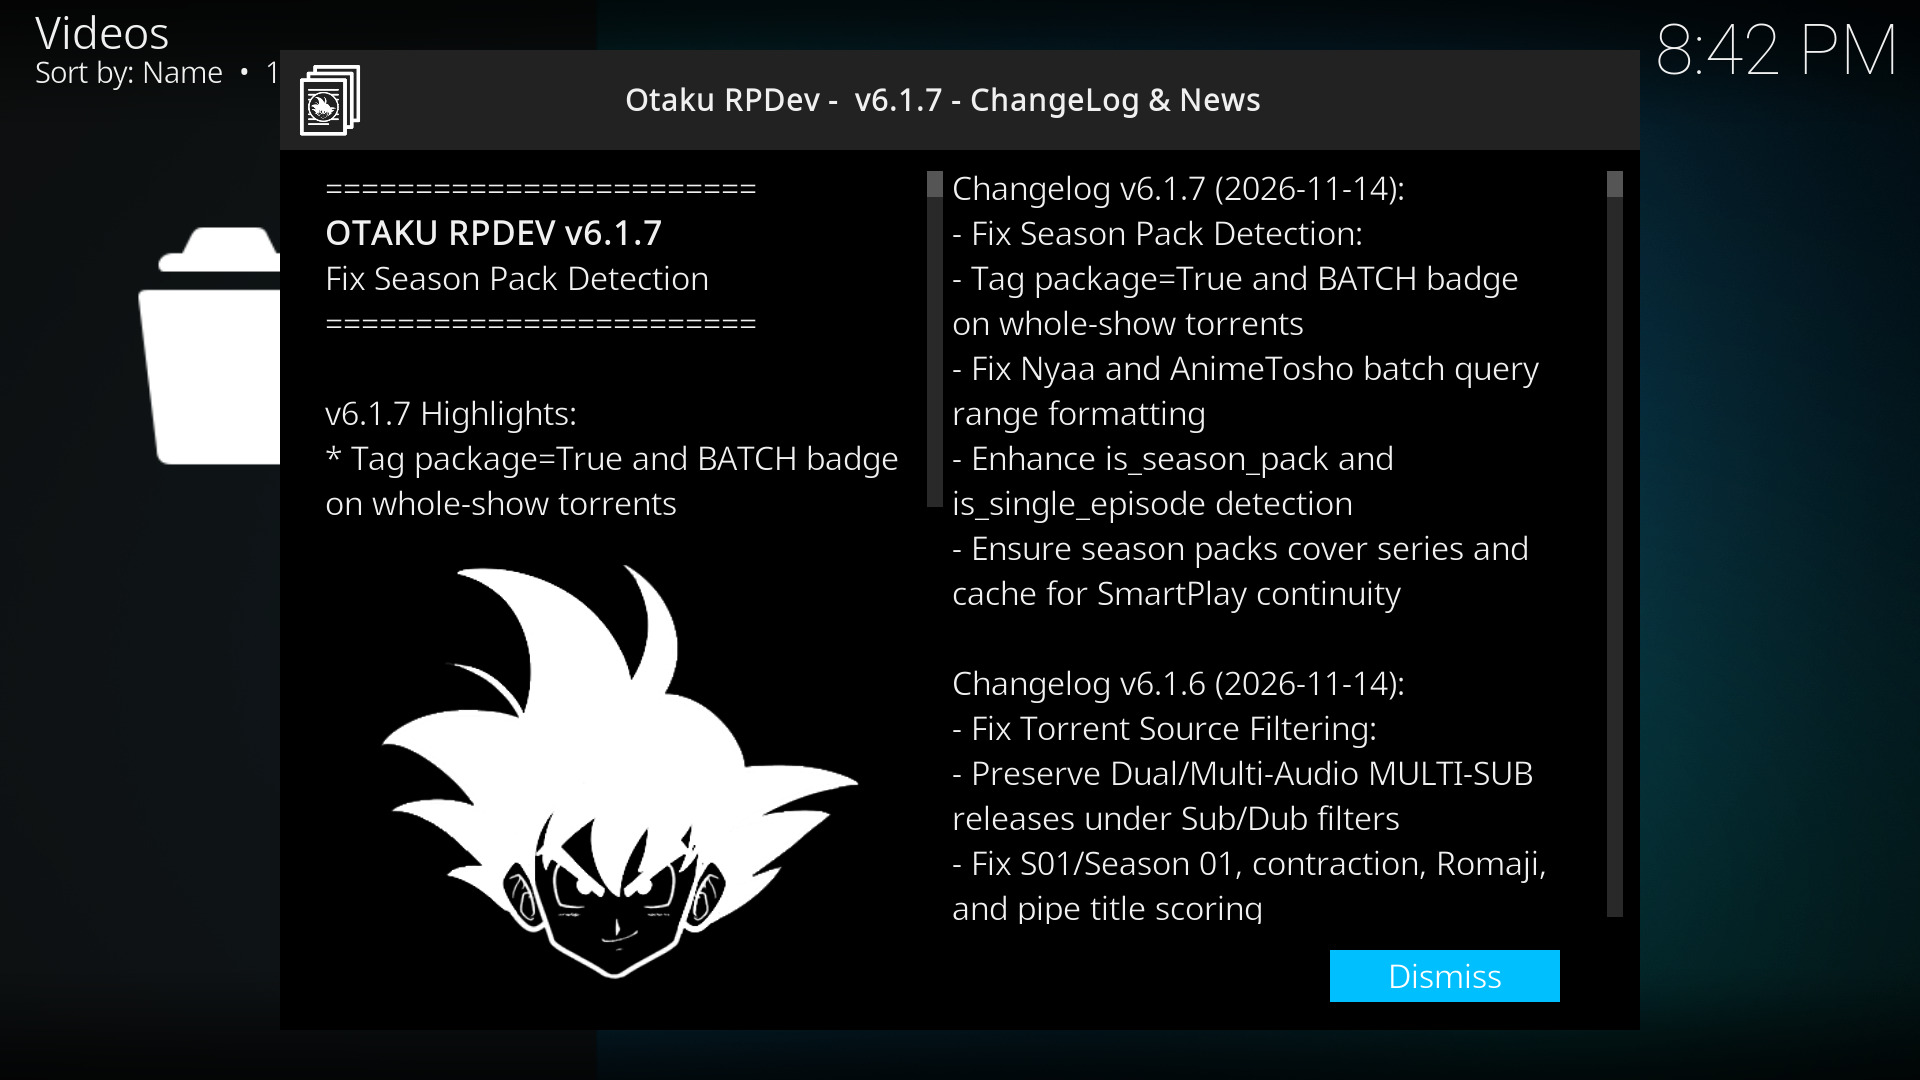 Videos
Sort by: Name • 1
8:42 PM
Otaku RPDev - v6.1.7 - ChangeLog & News
========================
OTAKU RPDEV v6.1.7
Fix Season Pack Detection
========================
v6.1.7 Highlights:
* Tag package=True and BATCH badge
on whole-show torrents
Changelog v6.1.7 (2026-11-14):
- Fix Season Pack Detection:
- Tag package=True and BATCH badge
on whole-show torrents
- Fix Nyaa and AnimeTosho batch query
range formatting
- Enhance is_season_pack and
is_single_episode detection
- Ensure season packs cover series and
cache for SmartPlay continuity
Changelog v6.1.6 (2026-11-14):
- Fix Torrent Source Filtering:
- Preserve Dual/Multi-Audio MULTI-SUB
releases under Sub/Dub filters
- Fix S01/Season 01, contraction, Romaji,
and pipe title scoring
Dismiss